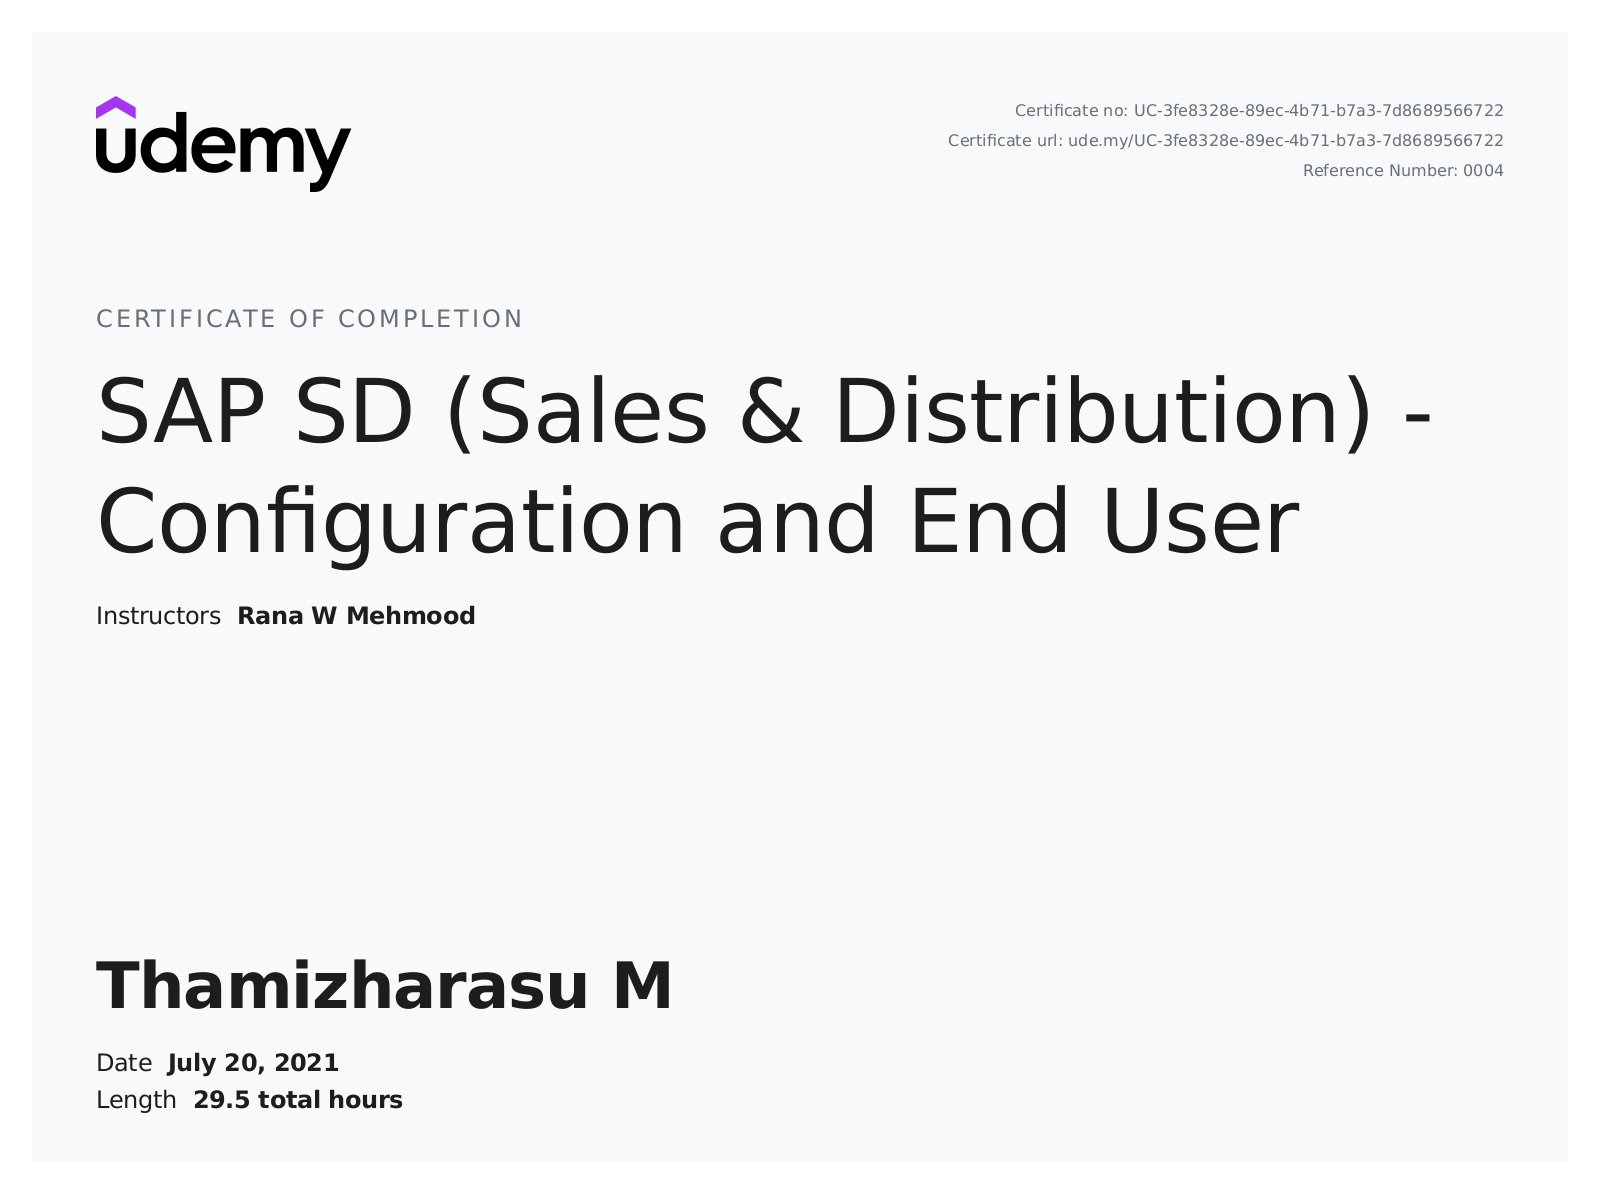 udemy
Certificate no: UC-3fe8328e-89ec-4b71-b7a3-7d8689566722
Certificate url: ude.my/UC-3fe8328e-89ec-4b71-b7a3-7d8689566722
Reference Number: 0004
CERTIFICATE OF COMPLETION
SAP SD (Sales & Distribution) -
Configuration and End User
Instructors Rana W Mehmood
Thamizharasu M
Date July 20, 2021
Length 29.5 total hours